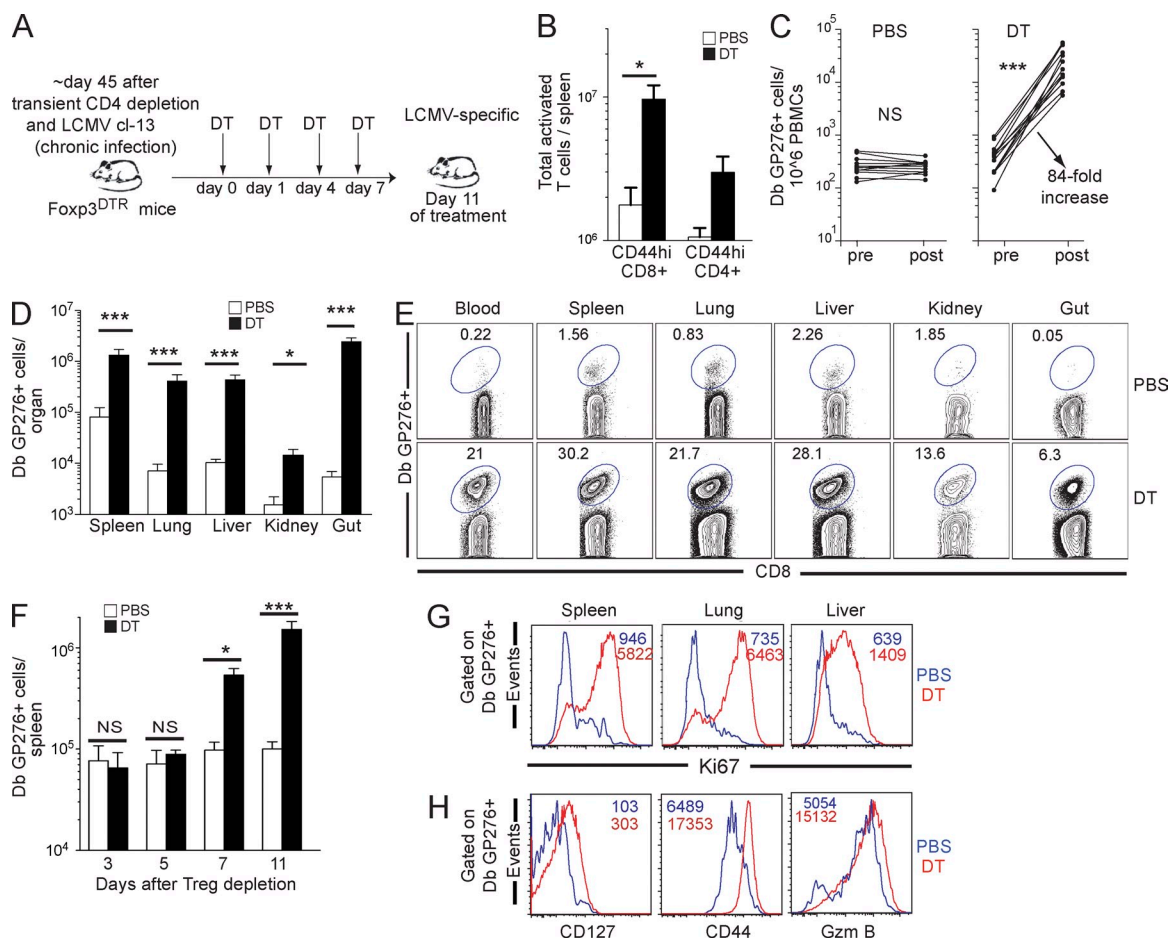 A
~day 45 after
transient CD4 depletion
and LCMV cl-13
(chronic infection)
Foxp3DTR mice
DT DT DT DT
day 0 day 1 day 4 day 7
LCMV-specific
Day 11
of treatment
B
PBS
DT
Total activated
T cells / spleen
10^7
10^6
*
CD44hi
CD8+
CD44hi
CD4+
C
Db GP276+ cells/
10^6 PBMCs
10^5
10^4
10^3
10^2
10^1
PBS
NS
pre post
DT
***
84-fold
increase
pre post
D
PBS
DT
Db GP276+ cells/
organ
10^7
10^6
10^5
10^4
10^3
*** *** *** * ***
Spleen Lung Liver Kidney Gut
E
Blood Spleen Lung Liver Kidney Gut
0.22 1.56 0.83 2.26 1.85 0.05
PBS
21 30.2 21.7 28.1 13.6 6.3
DT
Db GP276+
CD8
F
PBS
DT
Db GP276+ cells/
spleen
10^6
10^5
10^4
NS NS * ***
3 5 7 11
Days after Treg depletion
G
Gated on
Db GP276+
Events
Spleen Lung Liver
946 735 639
5822 6463 1409
PBS
DT
Ki67
H
Gated on
Db GP276+
Events
103 6489 5054
303 17353 15132
PBS
DT
CD127 CD44 Gzm B